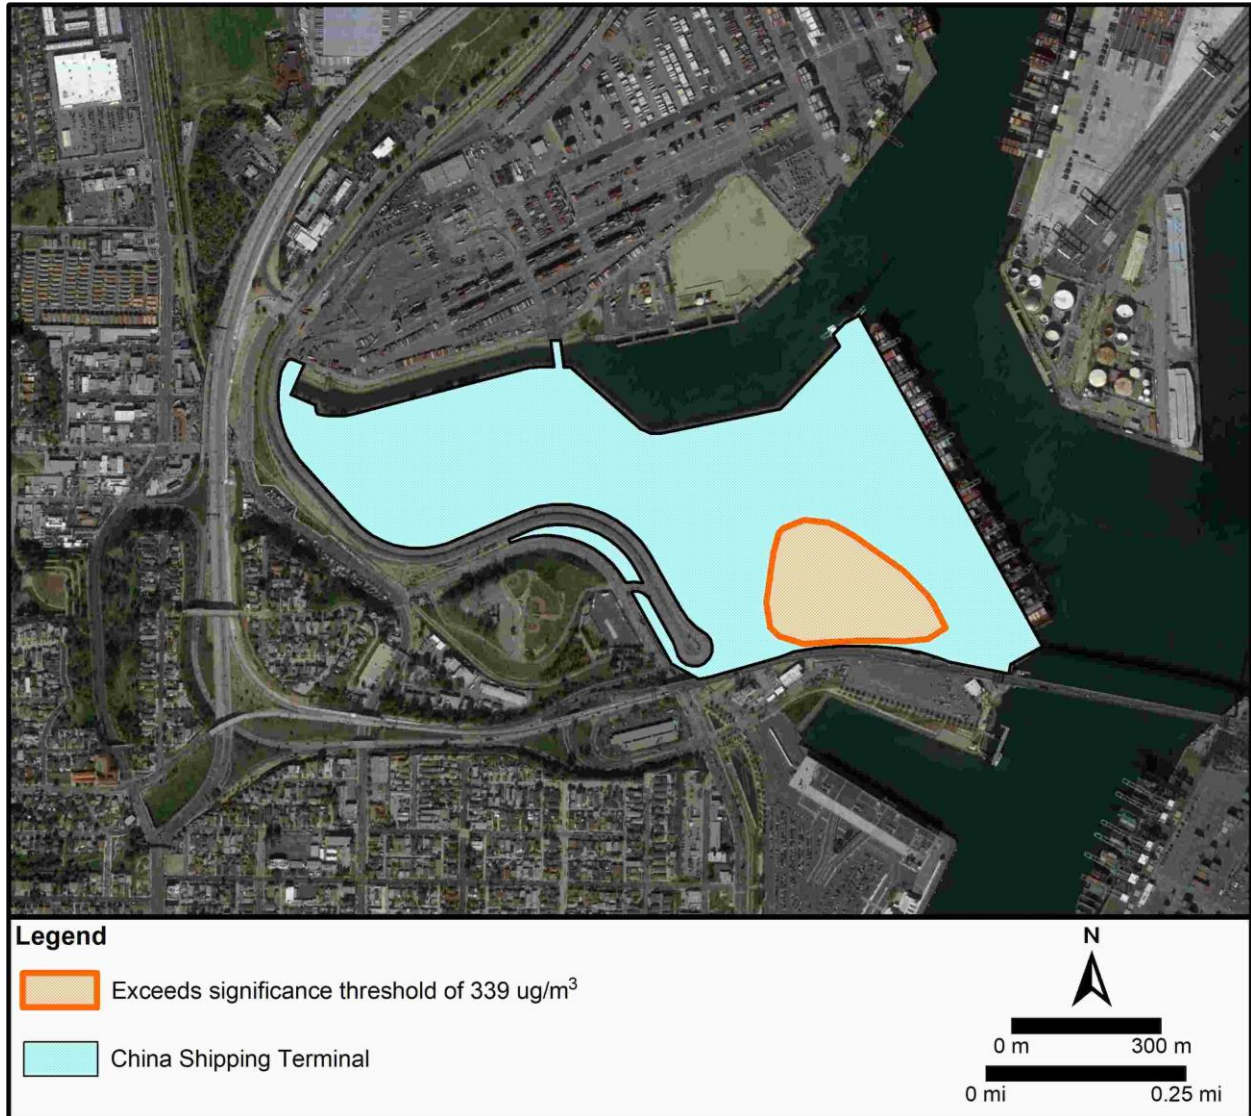 Legend
Exceeds significance threshold of 339 ug/m³
China Shipping Terminal
N
0 m 300 m
0 mi 0.25 mi